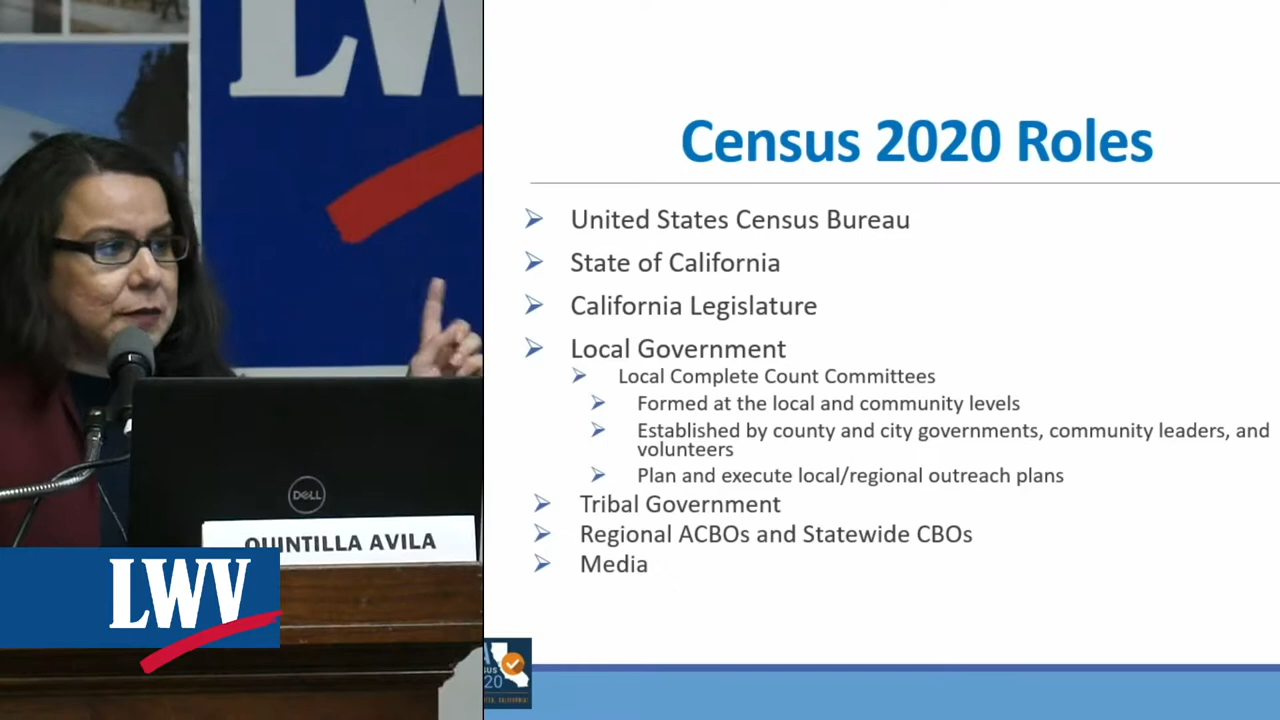 LWV
Census 2020 Roles
United States Census Bureau
State of California
California Legislature
Local Government
Local Complete Count Committees
Formed at the local and community levels
Established by county and city governments, community leaders, and
volunteers
Plan and execute local/regional outreach plans
Tribal Government
Regional ACBOs and Statewide CBOs
Media
DELL
QUINTILLA AVILA
LWV
20